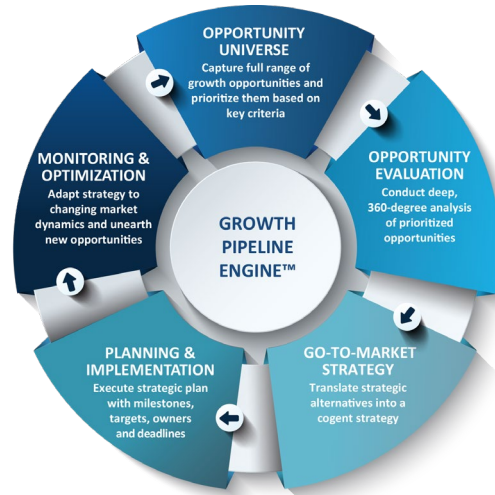 OPPORTUNITY
UNIVERSE
Capture full range of
growth opportunities and
prioritize them based on
key criteria
OPPORTUNITY
EVALUATION
Conduct deep,
360-degree analysis
of prioritized
opportunities
GO-TO-MARKET
STRATEGY
Translate strategic
alternatives into a
cogent strategy
PLANNING &
IMPLEMENTATION
Execute strategic plan
with milestones,
targets, owners
and deadlines
MONITORING &
OPTIMIZATION
Adapt strategy to
changing market
dynamics and unearth
new opportunities
GROWTH
PIPELINE
ENGINE™